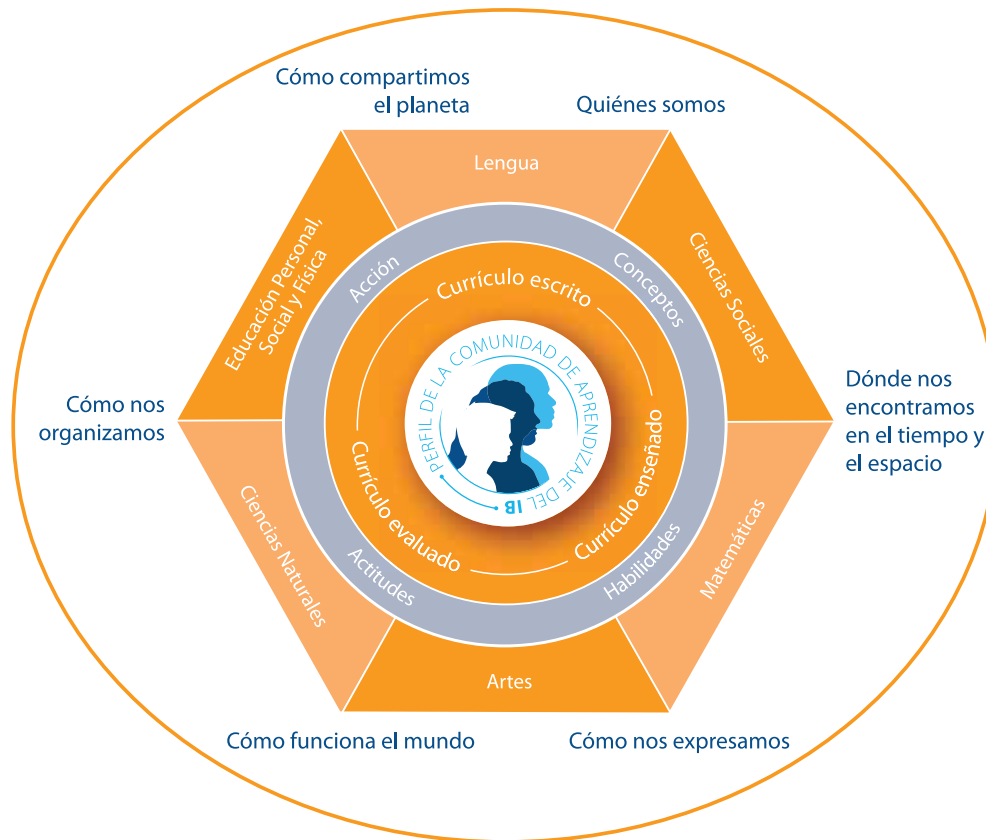 Cómo compartimos
el planeta
Quiénes somos
Lengua
Educación Personal,
Social y Física
Ciencias Sociales
Acción
Conceptos
Currículo escrito
PERFIL DE LA COMUNIDAD DE APRENDIZAJE DEL IB
Cómo nos
organizamos
Dónde nos
encontramos
en el tiempo y
el espacio
Currículo evaluado
Currículo enseñado
Ciencias Naturales
Actitudes
Habilidades
Matemáticas
Artes
Cómo funciona el mundo
Cómo nos expresamos